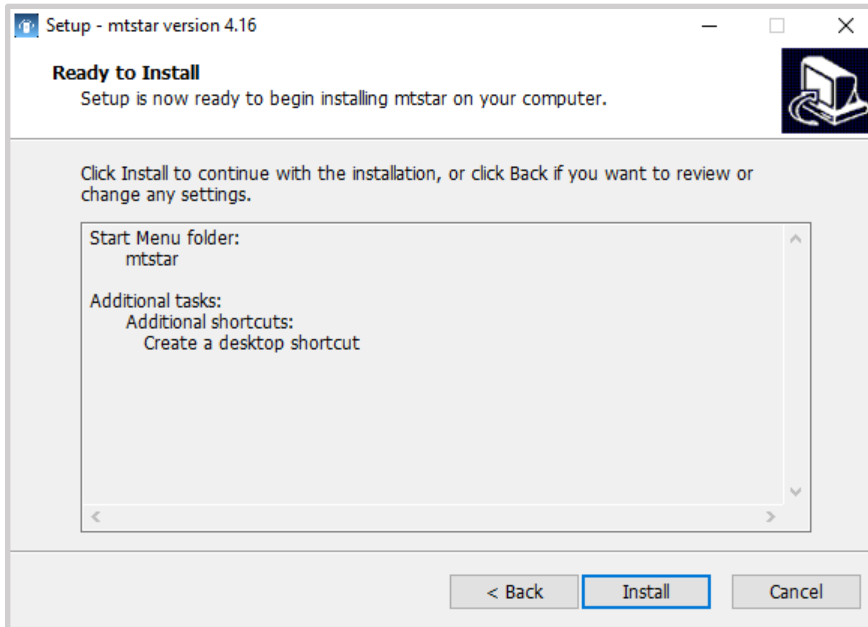 Setup - mtstar version 4.16
Ready to Install
Setup is now ready to begin installing mtstar on your computer.
Click Install to continue with the installation, or click Back if you want to review or
change any settings.
Start Menu folder:
mtstar
Additional tasks:
Additional shortcuts:
Create a desktop shortcut
< Back
Install
Cancel